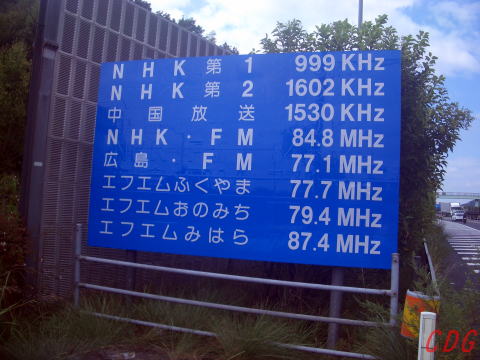 NHK第1 999 KHz
NHK第2 1602 KHz
中国放送 1530 KHz
NHK・FM 84.8 MHz
広島・FM 77.1 MHz
エフエムふくやま 77.7 MHz
エフエムおのみち 79.4 MHz
エフエムみはら 87.4 MHz
CDG